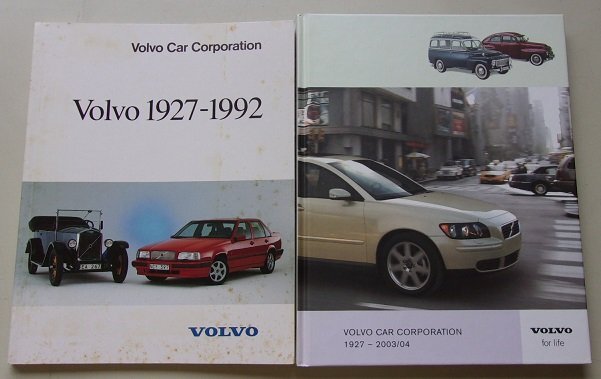 Volvo Car Corporation
Volvo 1927-1992
VOLVO
VOLVO CAR CORPORATION
1927 – 2003/04
VOLVO
for life